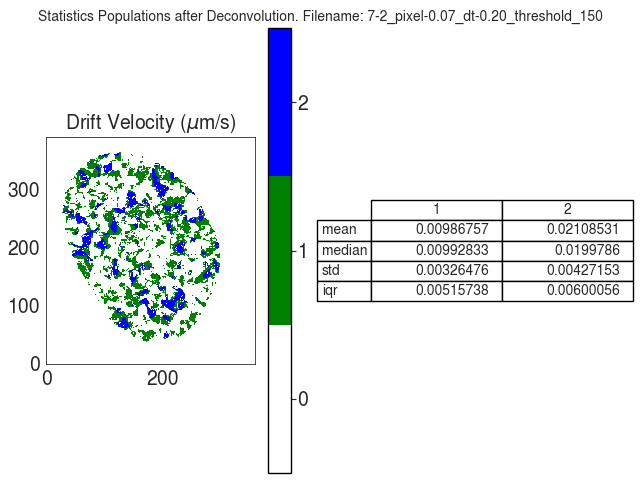 Statistics Populations after Deconvolution. Filename: 7-2_pixel-0.07_dt-0.20_threshold_150
Drift Velocity (μm/s)
300
200
100
0
0 200
2
1
0
1 2
mean 0.00986757 0.02108531
median 0.00992833 0.0199786
std 0.00326476 0.00427153
iqr 0.00515738 0.00600056